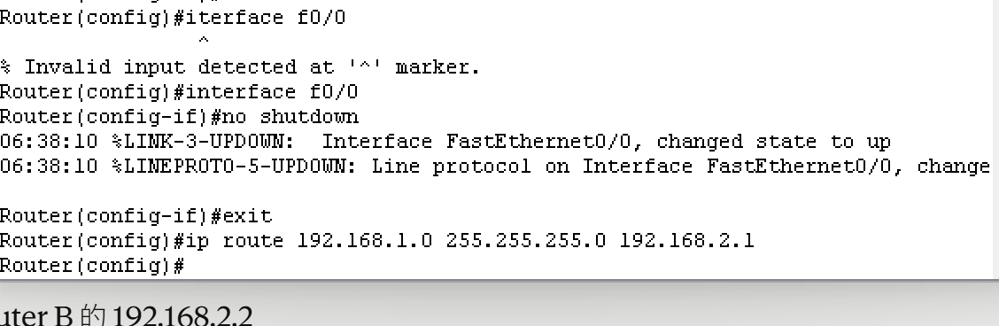 Router(config)#iterface f0/0
^
% Invalid input detected at '^' marker.
Router(config)#interface f0/0
Router(config-if)#no shutdown
06:38:10 %LINK-3-UPDOWN:  Interface FastEthernet0/0, changed state to up
06:38:10 %LINEPROTO-5-UPDOWN: Line protocol on Interface FastEthernet0/0, change
Router(config-if)#exit
Router(config)#ip route 192.168.1.0 255.255.255.0 192.168.2.1
Router(config)#
uter B 的 192.168.2.2